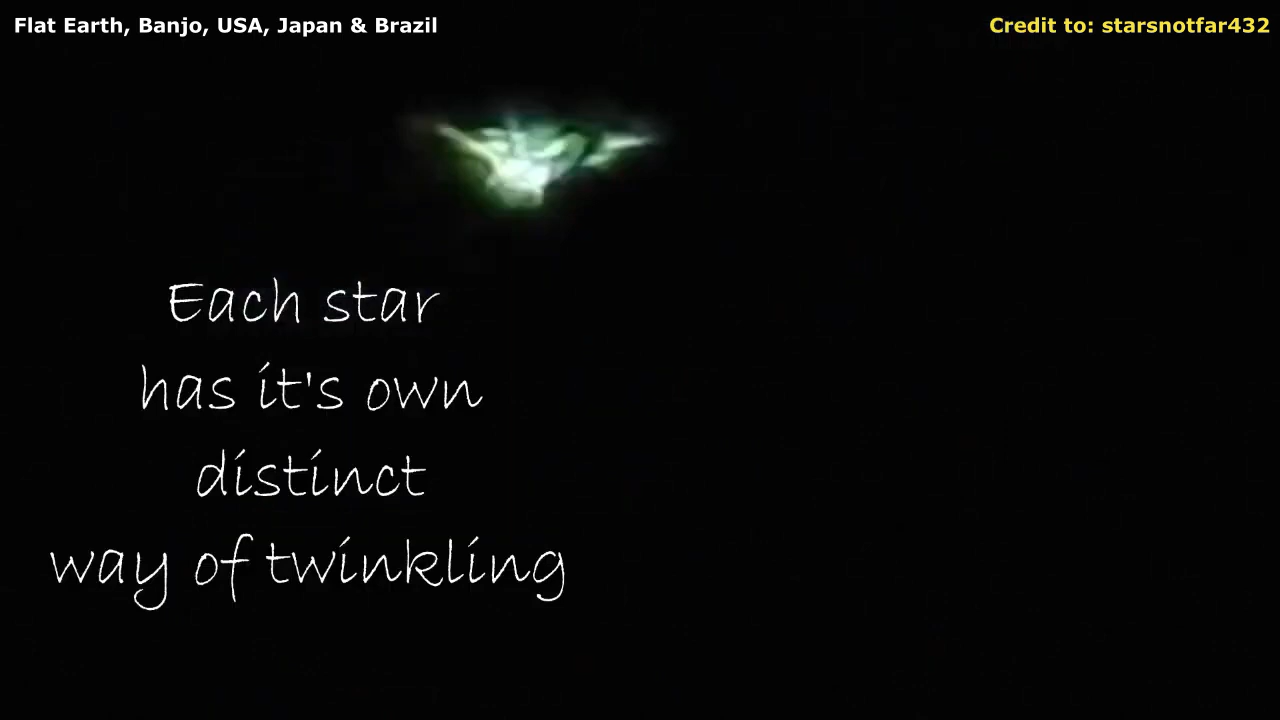 Flat Earth, Banjo, USA, Japan & Brazil
Credit to: starsnotfar432
Each star
has it's own
distinct
way of twinkling